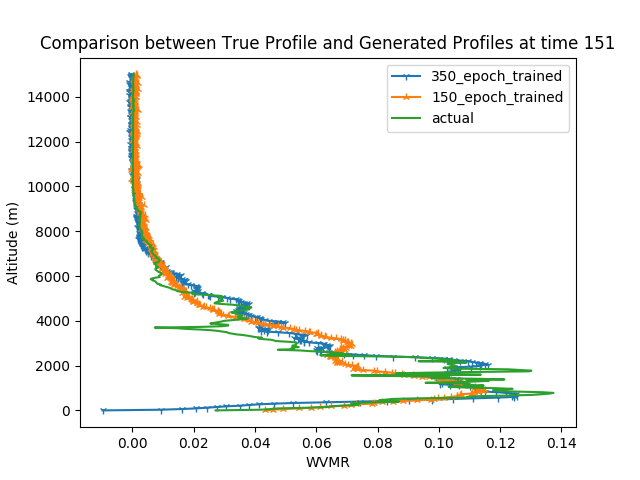 Comparison between True Profile and Generated Profiles at time 151
350_epoch_trained
150_epoch_trained
actual
Altitude (m)
14000
12000
10000
8000
6000
4000
2000
0
0.00 0.02 0.04 0.06 0.08 0.10 0.12 0.14
WVMR